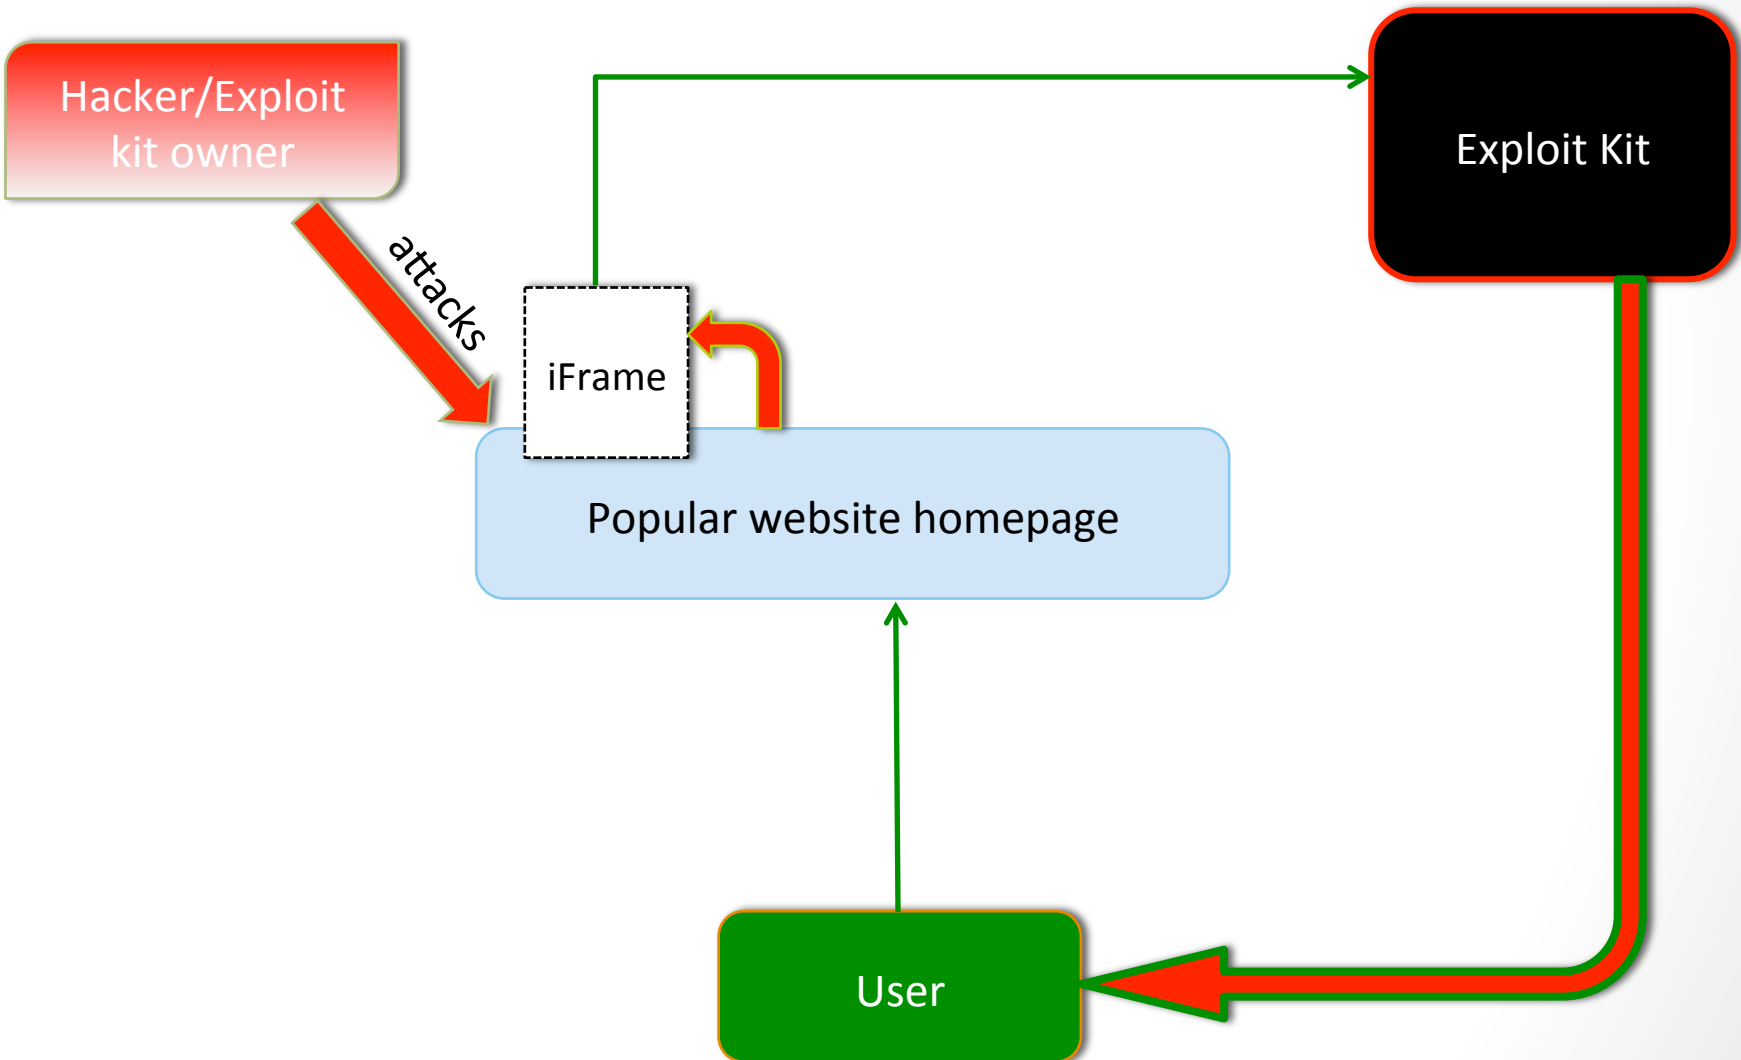 Hacker/Exploit
kit owner
Exploit Kit
attacks
iFrame
Popular website homepage
User